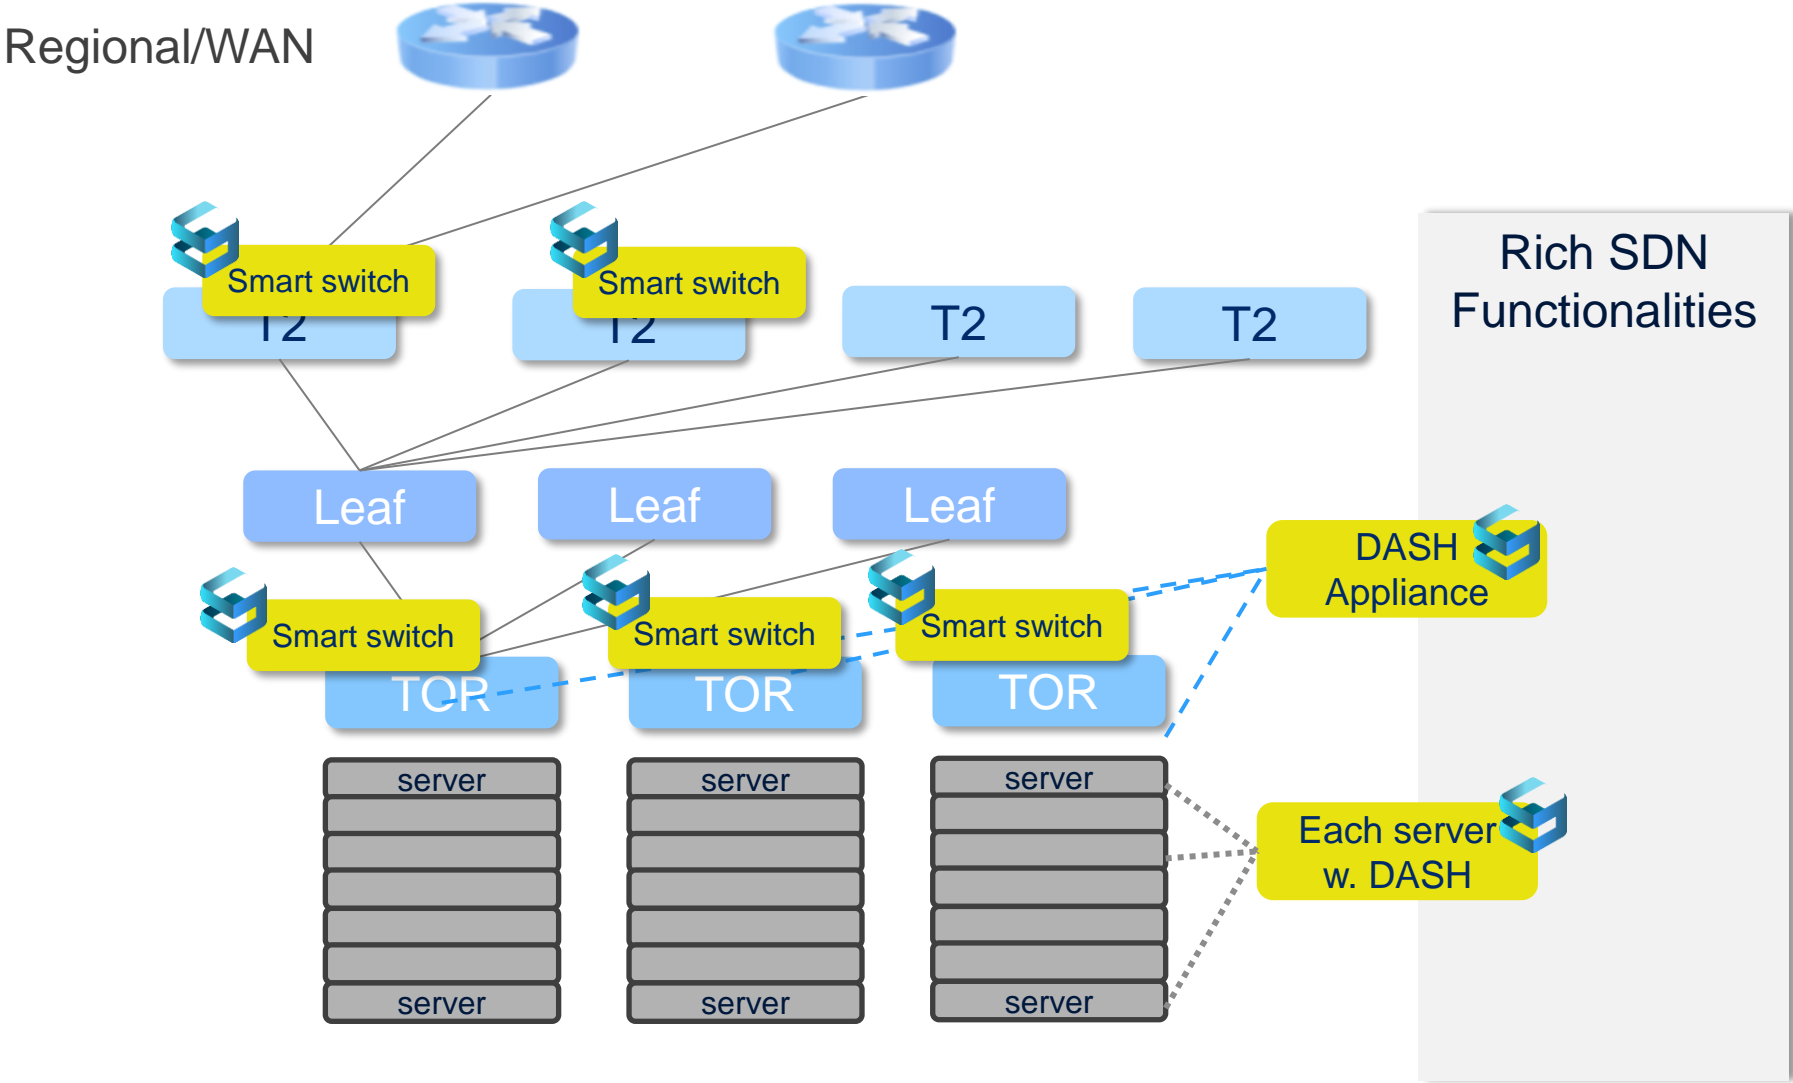 Regional/WAN
Smart switch
Smart switch
T2
T2
T2
T2
Rich SDN
Functionalities
Leaf
Leaf
Leaf
DASH
Appliance
Smart switch
Smart switch
Smart switch
TOR
TOR
TOR
server
server
server
Each server
w. DASH
server
server
server